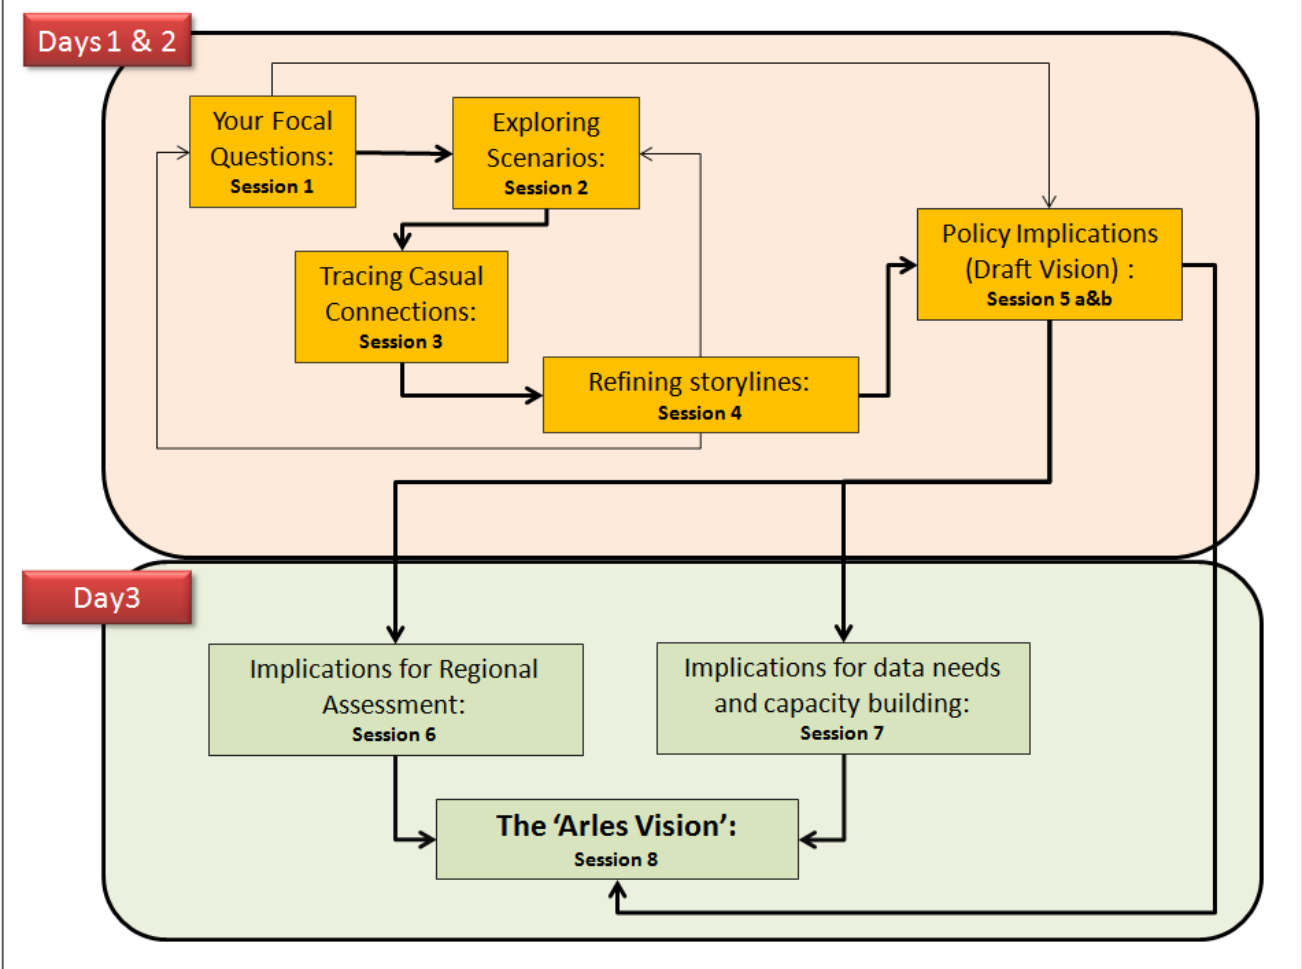 Days 1 & 2
Your Focal
Questions:
Session 1
Exploring
Scenarios:
Session 2
Tracing Casual
Connections:
Session 3
Refining storylines:
Session 4
Policy Implications
(Draft Vision) :
Session 5 a&b
Day3
Implications for Regional
Assessment:
Session 6
Implications for data needs
and capacity building:
Session 7
The ‘Arles Vision’:
Session 8